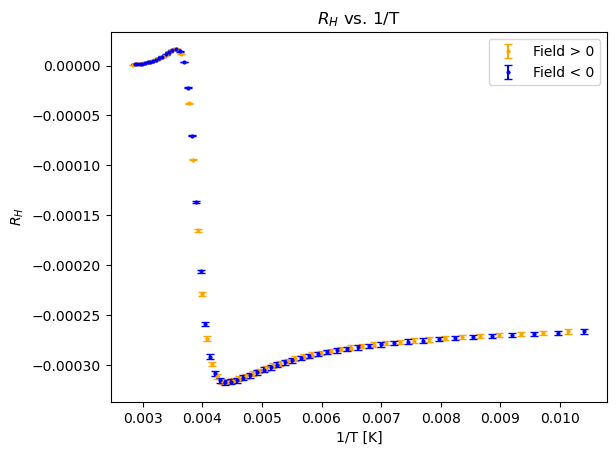 R_H vs. 1/T
Field > 0
Field < 0
0.00000
−0.00005
−0.00010
−0.00015
−0.00020
−0.00025
−0.00030
R_H
0.003 0.004 0.005 0.006 0.007 0.008 0.009 0.010
1/T [K]